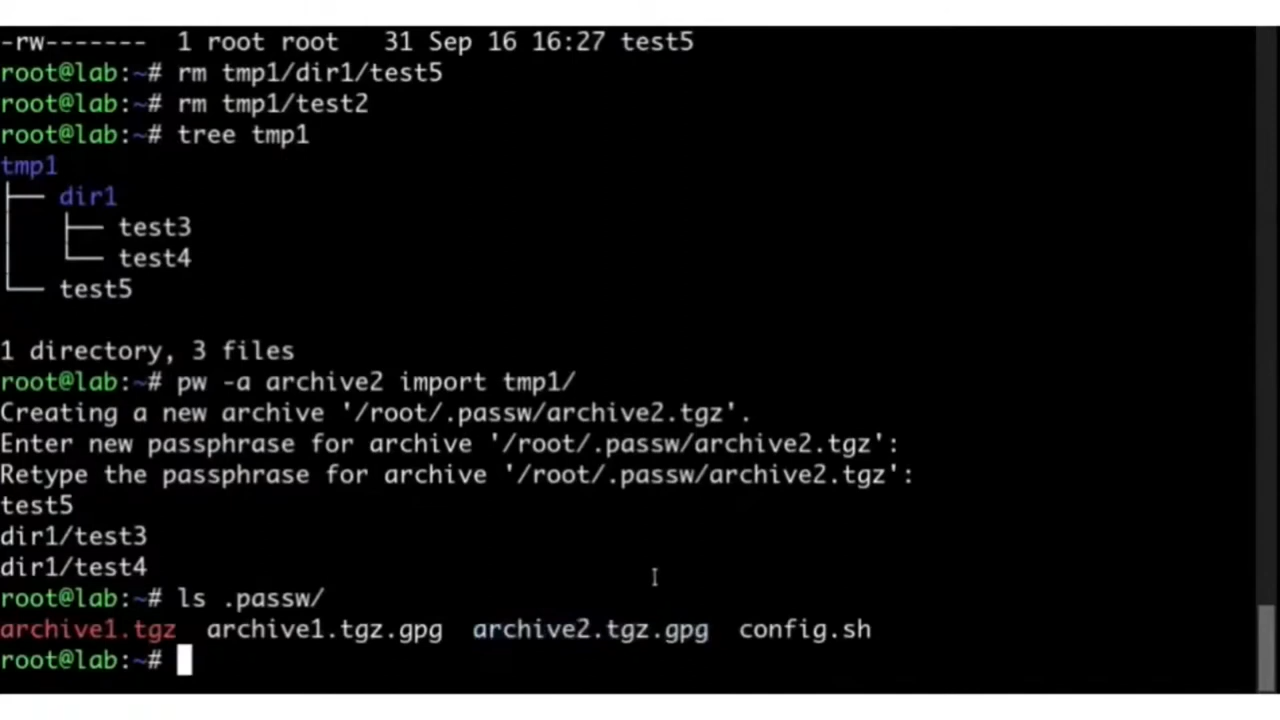 -rw------- 1 root root 31 Sep 16 16:27 test5
root@lab:~# rm tmp1/dir1/test5
root@lab:~# rm tmp1/test2
root@lab:~# tree tmp1
tmp1
├── dir1
│   ├── test3
│   └── test4
└── test5
1 directory, 3 files
root@lab:~# pw -a archive2 import tmp1/
Creating a new archive '/root/.passw/archive2.tgz'.
Enter new passphrase for archive '/root/.passw/archive2.tgz':
Retype the passphrase for archive '/root/.passw/archive2.tgz':
test5
dir1/test3
dir1/test4
root@lab:~# ls .passw/
archive1.tgz archive1.tgz.gpg archive2.tgz.gpg config.sh
root@lab:~#